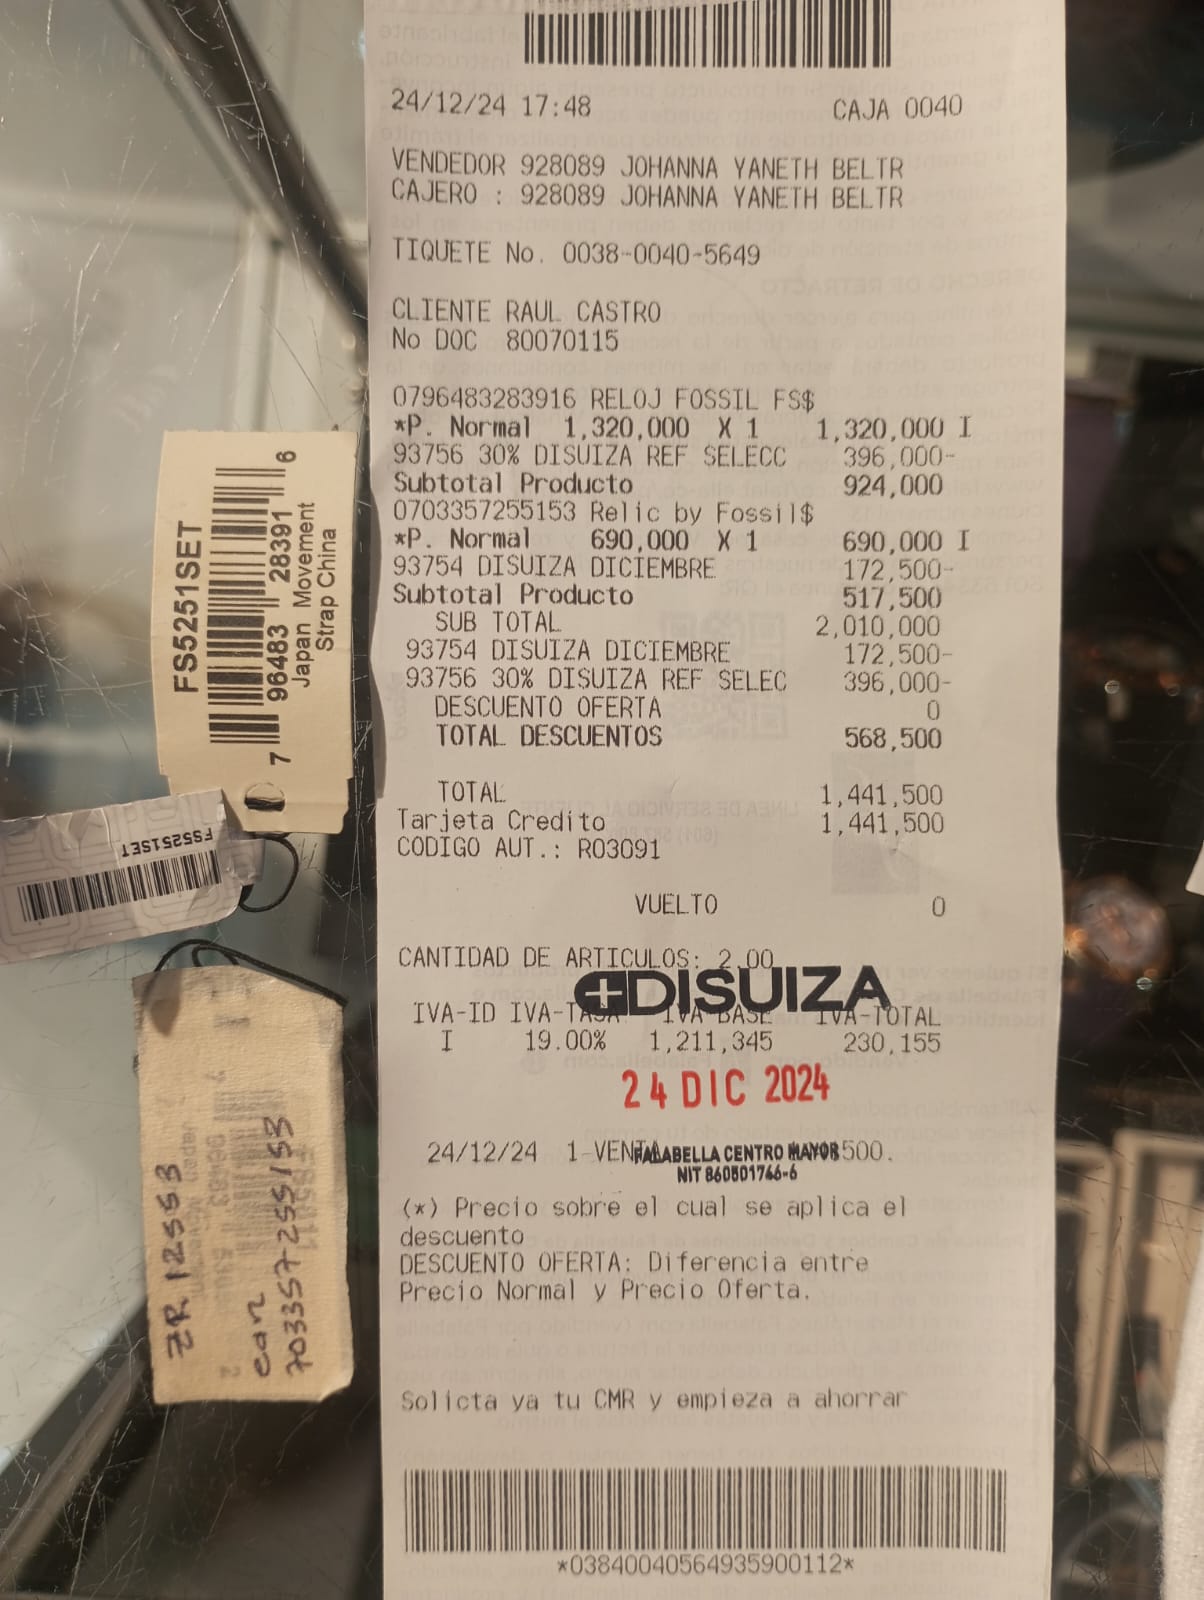 24/12/24 17:48 CAJA 0040
VENDEDOR 928089 JOHANNA YANETH BELTR
CAJERO : 928089 JOHANNA YANETH BELTR
TIQUETE No. 0038-0040-5649
CLIENTE RAUL CASTRO
No DOC 80070115
0796483283916 RELOJ FOSSIL FS$
*P. Normal 1,320,000 X 1 1,320,000 I
93756 30% DISUIZA REF SELECC 396,000-
Subtotal Producto 924,000
0703357255153 Relic by Fossil$
*P. Normal 690,000 X 1 690,000 I
93754 DISUIZA DICIEMBRE 172,500-
Subtotal Producto 517,500
SUB TOTAL 2,010,000
93754 DISUIZA DICIEMBRE 172,500-
93756 30% DISUIZA REF SELEC 396,000-
DESCUENTO OFERTA 0
TOTAL DESCUENTOS 568,500
TOTAL 1,441,500
Tarjeta Credito 1,441,500
CODIGO AUT.: R03091
VUELTO 0
CANTIDAD DE ARTICULOS: 2.00
DISUIZA
IVA-ID IVA-TASA IVA-BASE IVA-TOTAL
I 19.00% 1,211,345 230,155
24 DIC 2024
24/12/24 1-VENTA 500.
FALABELLA CENTRO MAYOR
NIT 860501746-6
(*) Precio sobre el cual se aplica el
descuento
DESCUENTO OFERTA: Diferencia entre
Precio Normal y Precio Oferta.
Solicta ya tu CMR y empieza a ahorrar
*03840040564935900112*
FS5251SET
7 96483 28391 6
Japan Movement
Strap China
FS5251SET
ZR 12553
ean
703357255153